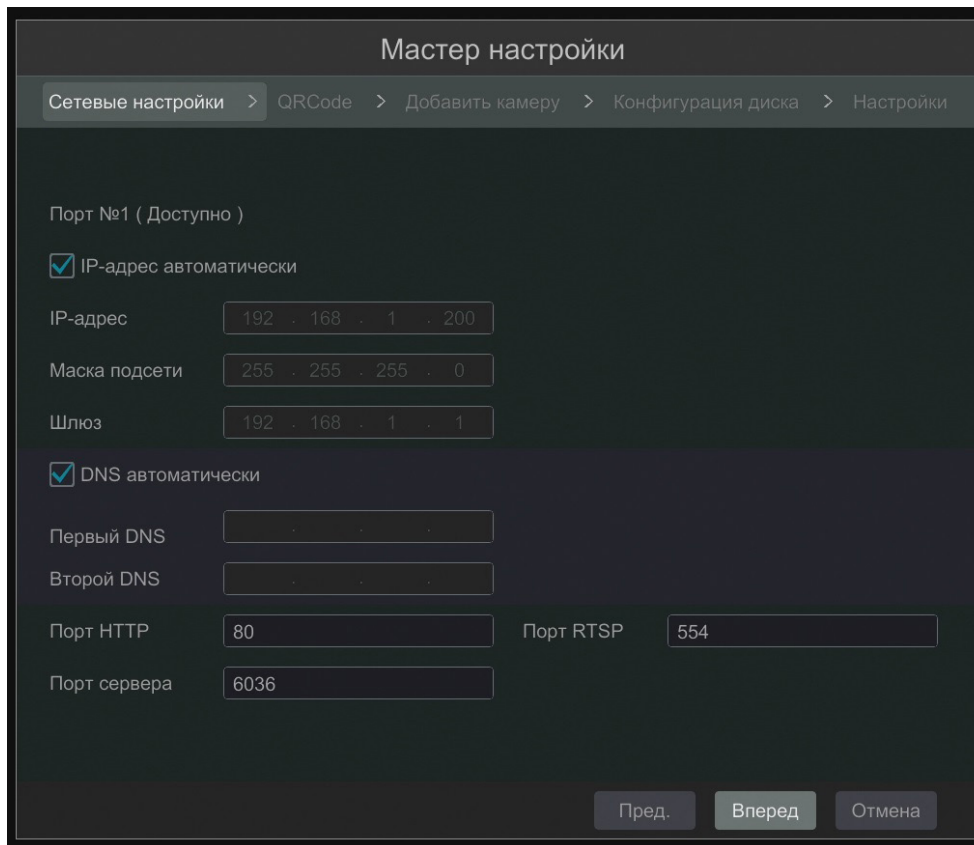 Мастер настройки
Сетевые настройки > QRCode > Добавить камеру > Конфигурация диска > Настройки
Порт №1 ( Доступно )
IP-адрес автоматически
IP-адрес 192 . 168 . 1 . 200
Маска подсети 255 . 255 . 255 . 0
Шлюз 192 . 168 . 1 . 1
DNS автоматически
Первый DNS . . .
Второй DNS . . .
Порт HTTP 80 Порт RTSP 554
Порт сервера 6036
Пред. Вперед Отмена